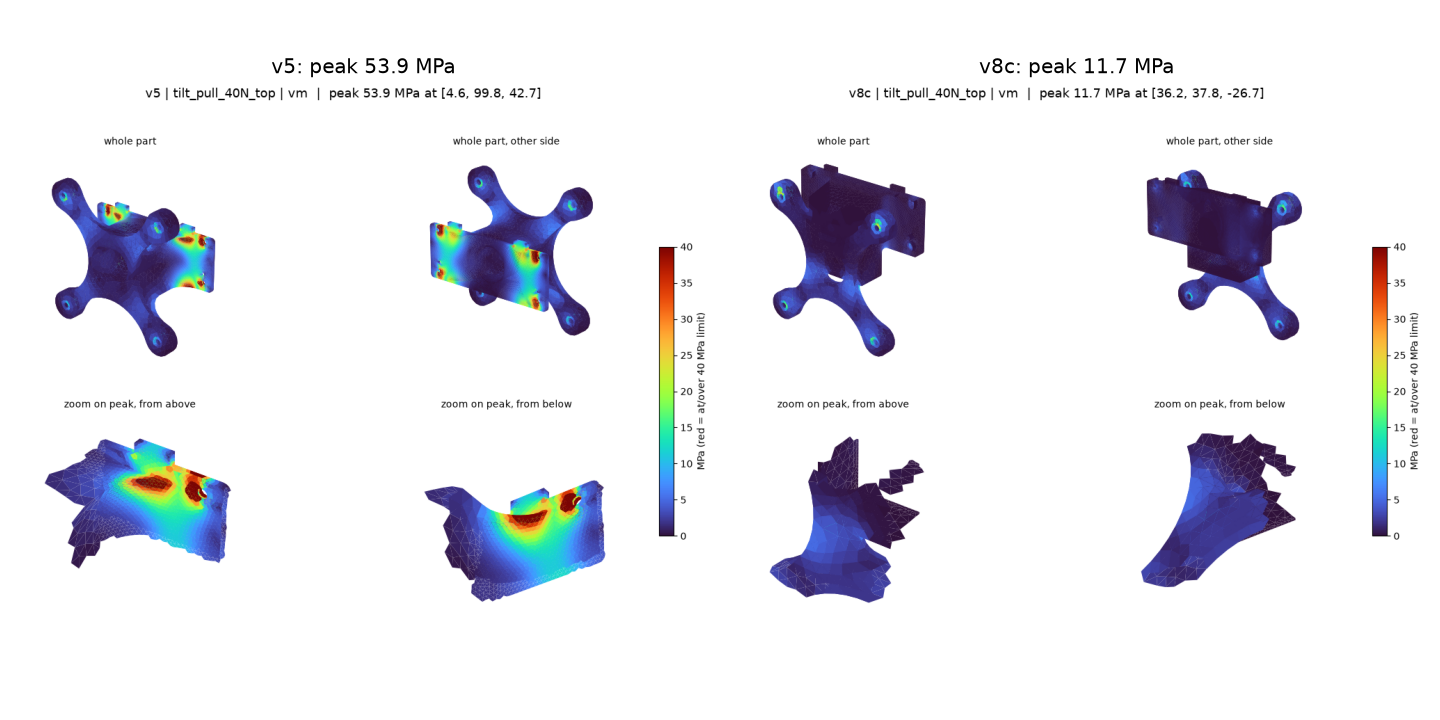 v5: peak 53.9 MPa
v5 | tilt_pull_40N_top | vm  |  peak 53.9 MPa at [4.6, 99.8, 42.7]
whole part
whole part, other side
zoom on peak, from above
zoom on peak, from below
40
35
30
25
20
15
10
5
0
MPa (red = at/over 40 MPa limit)
v8c: peak 11.7 MPa
v8c | tilt_pull_40N_top | vm  |  peak 11.7 MPa at [36.2, 37.8, -26.7]
whole part
whole part, other side
zoom on peak, from above
zoom on peak, from below
40
35
30
25
20
15
10
5
0
MPa (red = at/over 40 MPa limit)